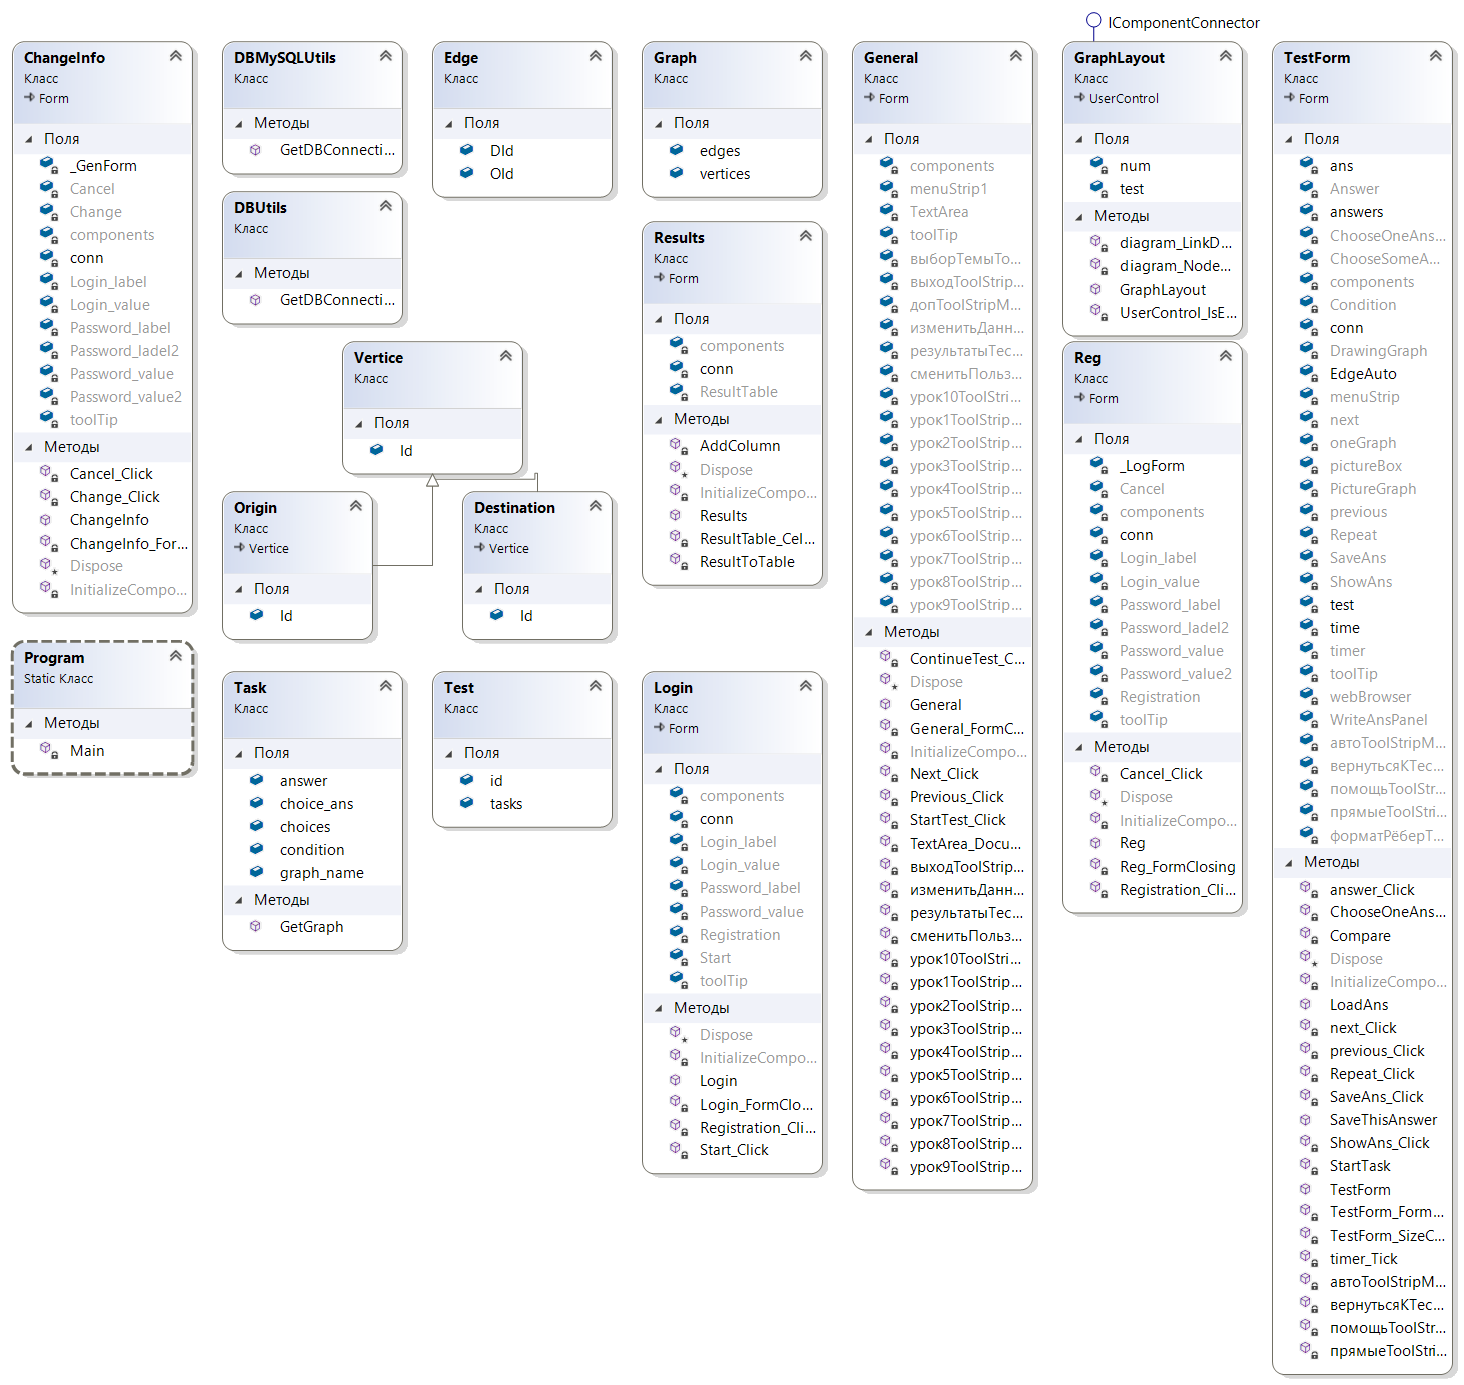 ChangeInfo
Класс
Form
Поля
_GenForm
Cancel
Change
components
conn
Login_label
Login_value
Password_label
Password_ladel2
Password_value
Password_value2
toolTip
Методы
Cancel_Click
Change_Click
ChangeInfo
ChangeInfo_For...
Dispose
InitializeCompo...
Program
Static Класс
Методы
Main
DBMySQLUtils
Класс
Методы
GetDBConnecti...
DBUtils
Класс
Методы
GetDBConnecti...
Edge
Класс
Поля
DId
OId
Vertice
Класс
Поля
Id
Origin
Класс
Vertice
Поля
Id
Destination
Класс
Vertice
Поля
Id
Task
Класс
Поля
answer
choice_ans
choices
condition
graph_name
Методы
GetGraph
Test
Класс
Поля
id
tasks
Graph
Класс
Поля
edges
vertices
Results
Класс
Form
Поля
components
conn
ResultTable
Методы
AddColumn
Dispose
InitializeCompo...
Results
ResultTable_Cel...
ResultToTable
Login
Класс
Form
Поля
components
conn
Login_label
Login_value
Password_label
Password_value
Registration
Start
toolTip
Методы
Dispose
InitializeCompo...
Login
Login_FormClo...
Registration_Cli...
Start_Click
General
Класс
Form
Поля
components
menuStrip1
TextArea
toolTip
выборТемыTo...
выходToolStrip...
допToolStripM...
изменитьДанн...
результатыТес...
сменитьПольз...
урок10ToolStri...
урок1ToolStrip...
урок2ToolStrip...
урок3ToolStrip...
урок4ToolStrip...
урок5ToolStrip...
урок6ToolStrip...
урок7ToolStrip...
урок8ToolStrip...
урок9ToolStrip...
Методы
ContinueTest_C...
Dispose
General
General_FormC...
InitializeCompo...
Next_Click
Previous_Click
StartTest_Click
TextArea_Docu...
выходToolStrip...
изменитьДанн...
результатыТес...
сменитьПольз...
урок10ToolStri...
урок1ToolStrip...
урок2ToolStrip...
урок3ToolStrip...
урок4ToolStrip...
урок5ToolStrip...
урок6ToolStrip...
урок7ToolStrip...
урок8ToolStrip...
урок9ToolStrip...
IComponentConnector
GraphLayout
Класс
UserControl
Поля
num
test
Методы
diagram_LinkD...
diagram_Node...
GraphLayout
UserControl_IsE...
Reg
Класс
Form
Поля
_LogForm
Cancel
components
conn
Login_label
Login_value
Password_label
Password_ladel2
Password_value
Password_value2
Registration
toolTip
Методы
Cancel_Click
Dispose
InitializeCompo...
Reg
Reg_FormClosing
Registration_Cli...
TestForm
Класс
Form
Поля
ans
Answer
answers
ChooseOneAns...
ChooseSomeA...
components
Condition
conn
DrawingGraph
EdgeAuto
menuStrip
next
oneGraph
pictureBox
PictureGraph
previous
Repeat
SaveAns
ShowAns
test
time
timer
toolTip
webBrowser
WriteAnsPanel
автоToolStripM...
вернутьсяКТес...
помощьToolStr...
прямыеToolStri...
форматРёберТ...
Методы
answer_Click
ChooseOneAns...
Compare
Dispose
InitializeCompo...
LoadAns
next_Click
previous_Click
Repeat_Click
SaveAns_Click
SaveThisAnswer
ShowAns_Click
StartTask
TestForm
TestForm_Form...
TestForm_SizeC...
timer_Tick
автоToolStripM...
вернутьсяКТес...
помощьToolStr...
прямыеToolStri...